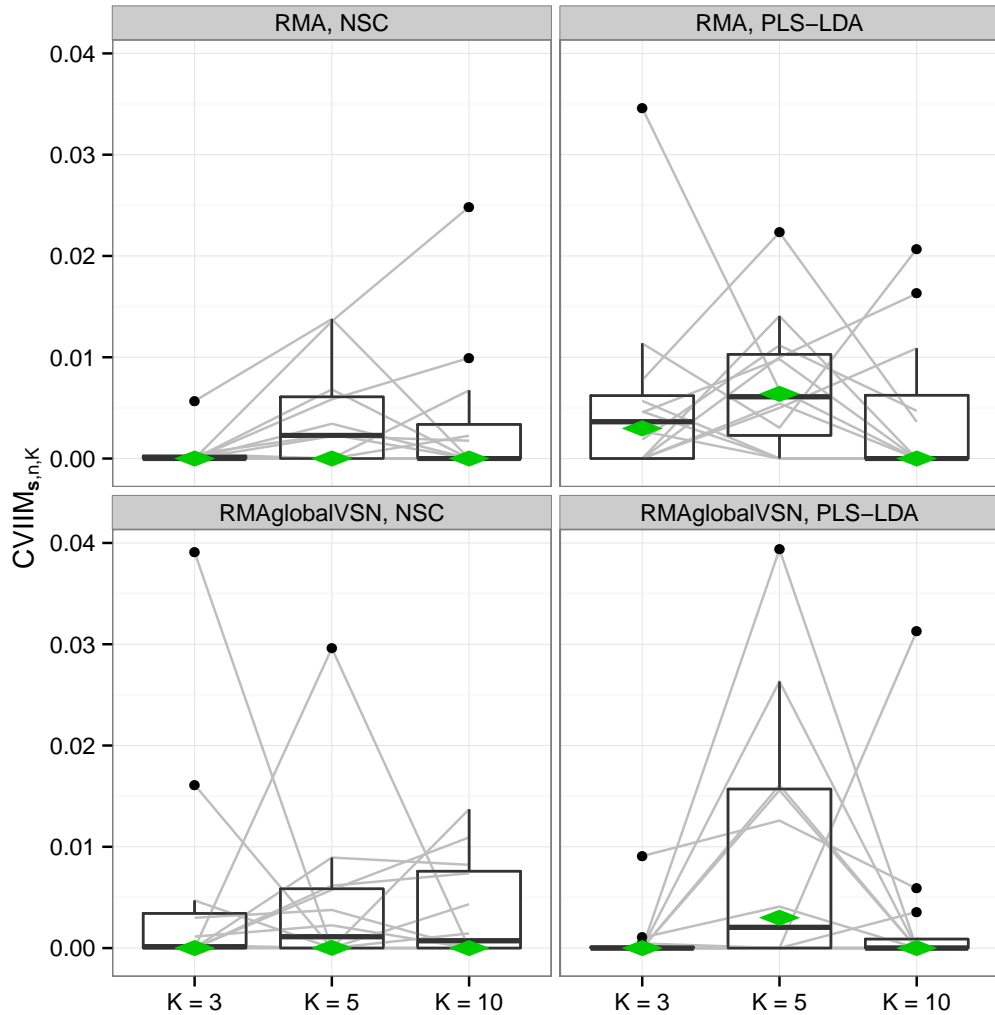 RMA, NSC
RMA, PLS−LDA
0.04
0.03
0.02
0.01
0.00
RMAglobalVSN, NSC
RMAglobalVSN, PLS−LDA
0.04
0.03
0.02
0.01
0.00
CVIIM_s,n,K
K = 3
K = 5
K = 10
K = 3
K = 5
K = 10